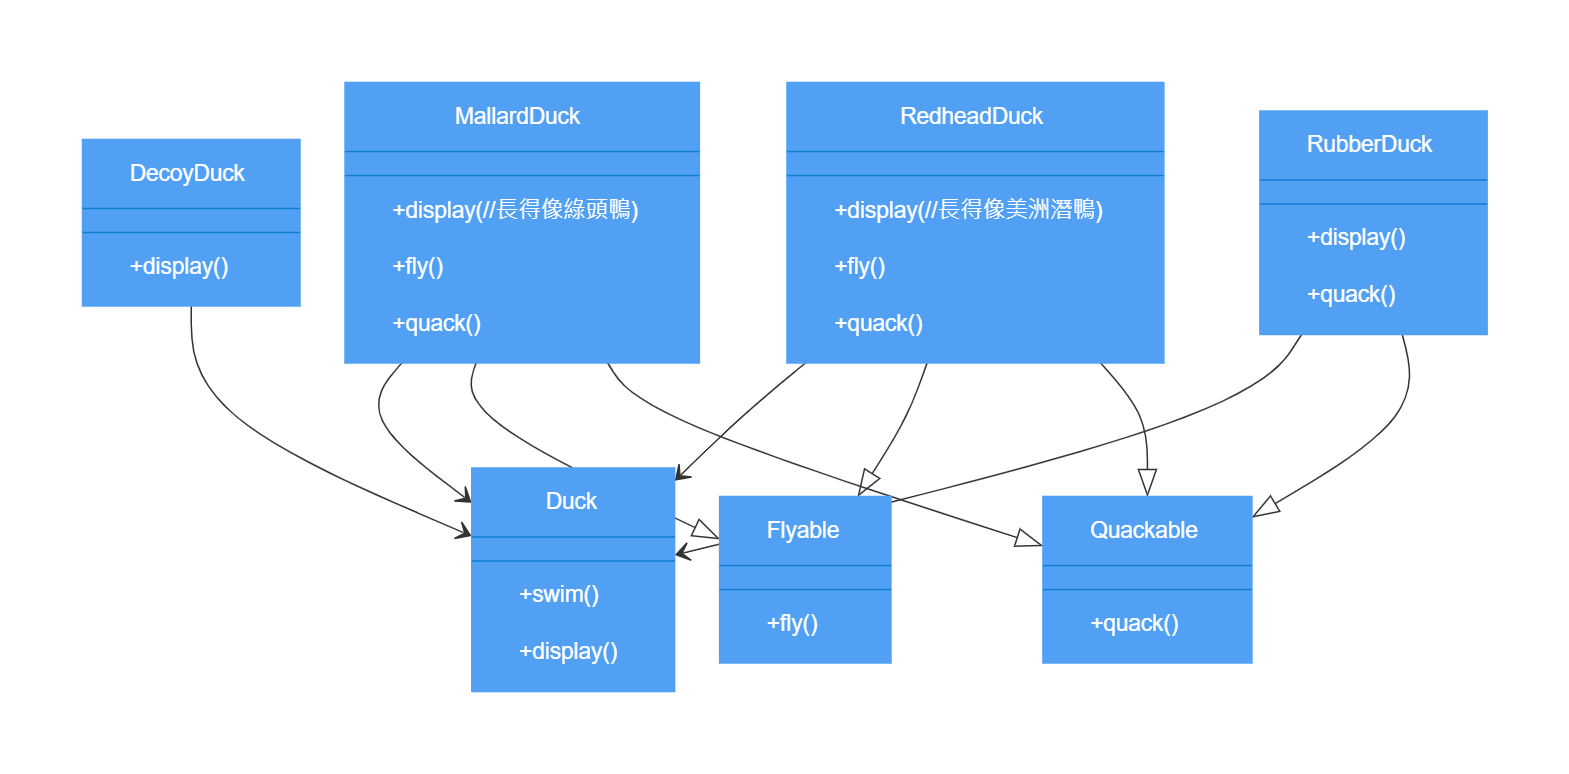 DecoyDuck
+display()
MallardDuck
+display(//長得像綠頭鴨)
+fly()
+quack()
RedheadDuck
+display(//長得像美洲潛鴨)
+fly()
+quack()
RubberDuck
+display()
+quack()
Duck
+swim()
+display()
Flyable
+fly()
Quackable
+quack()